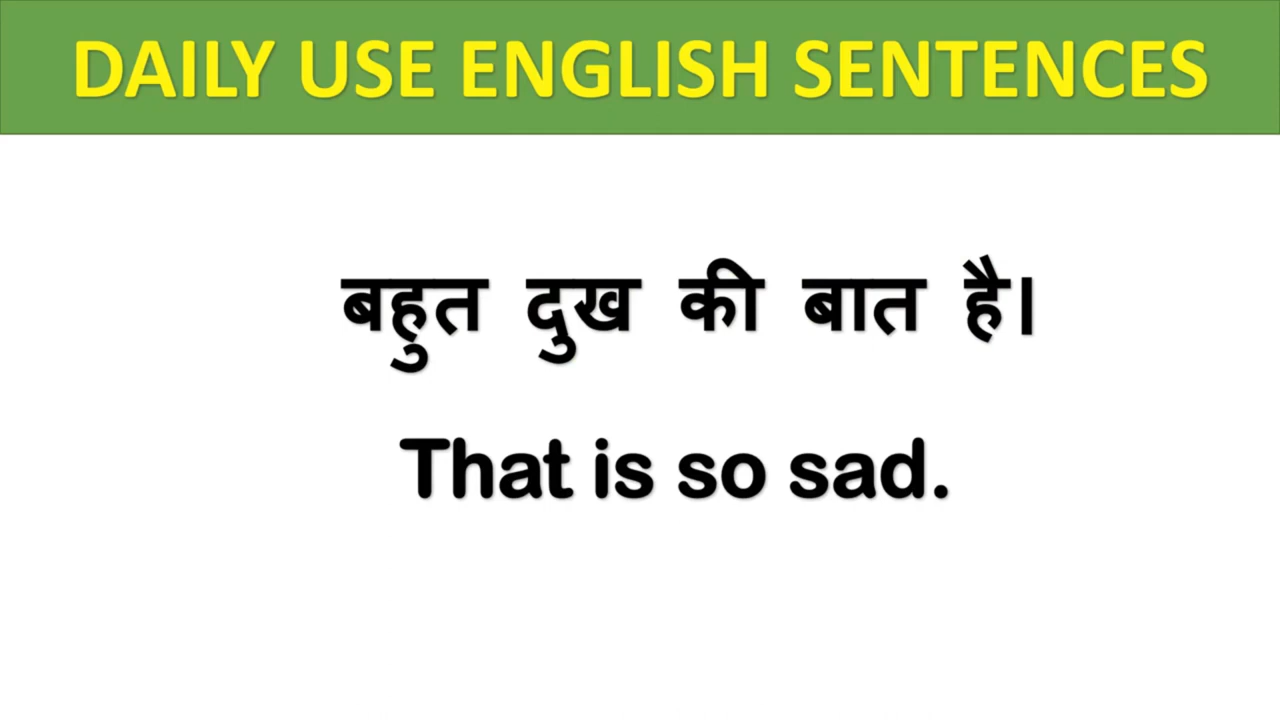 DAILY USE ENGLISH SENTENCES
बहुत दुख की बात है।
That is so sad.